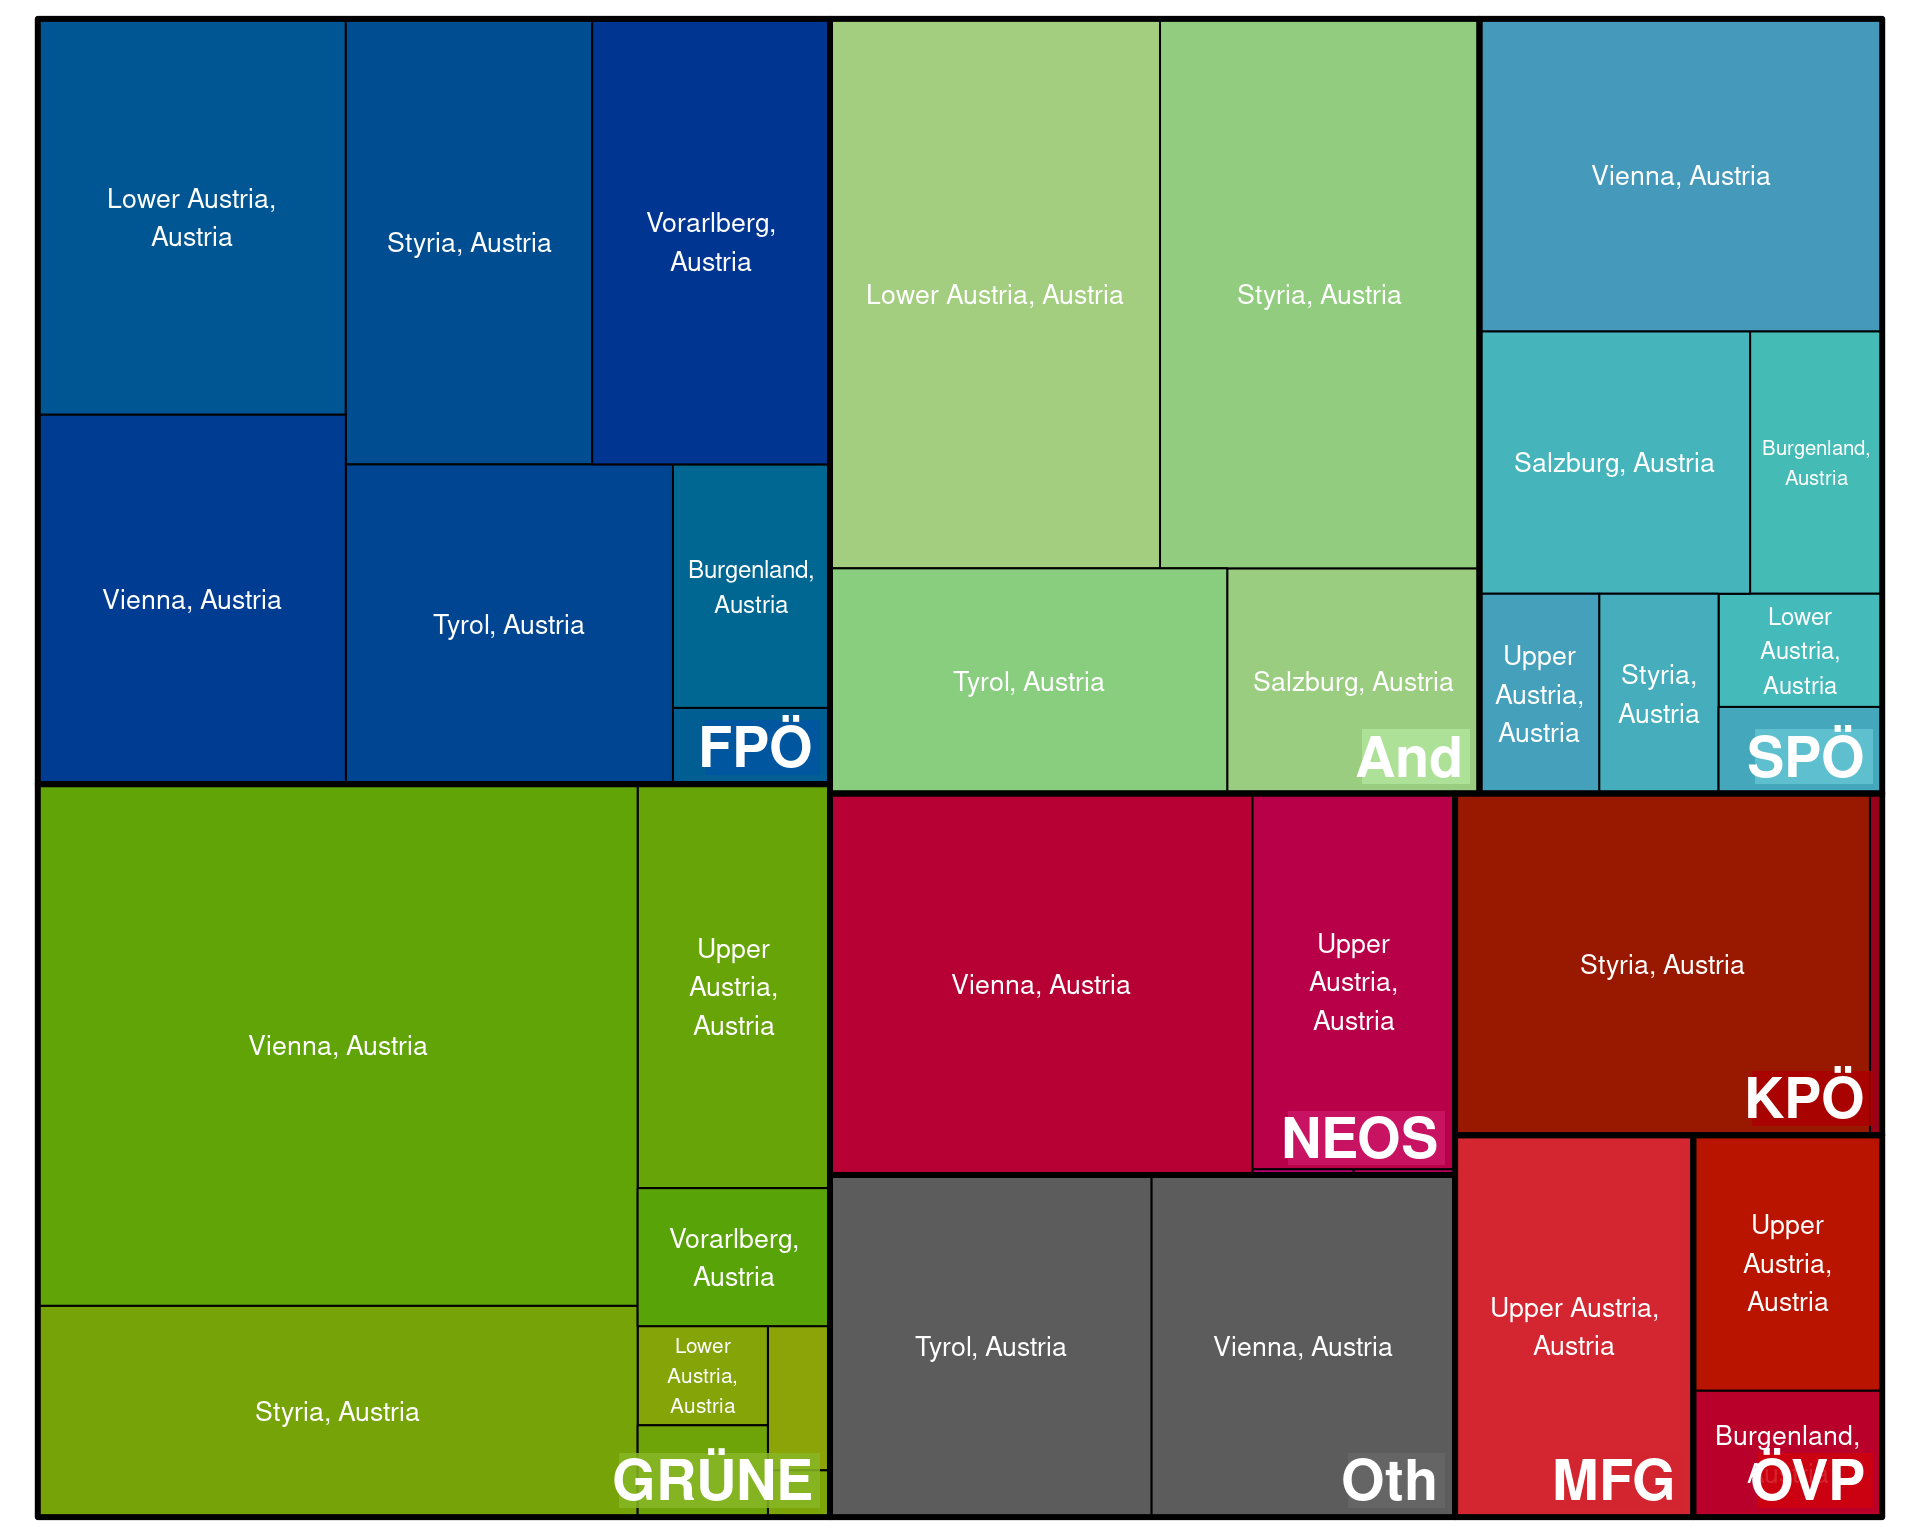 Lower Austria,
Austria
Styria, Austria
Vorarlberg,
Austria
Vienna, Austria
Tyrol, Austria
Burgenland,
Austria
FPÖ
Lower Austria, Austria
Styria, Austria
Tyrol, Austria
Salzburg, Austria
And
Vienna, Austria
Salzburg, Austria
Burgenland,
Austria
Upper
Austria,
Austria
Styria,
Austria
Lower
Austria,
Austria
SPÖ
Vienna, Austria
Upper
Austria,
Austria
Vorarlberg,
Austria
Styria, Austria
Lower
Austria,
Austria
GRÜNE
Vienna, Austria
Upper
Austria,
Austria
NEOS
Styria, Austria
KPÖ
Tyrol, Austria
Vienna, Austria
Oth
Upper Austria,
Austria
MFG
Upper
Austria,
Austria
Burgenland,
ÖVP